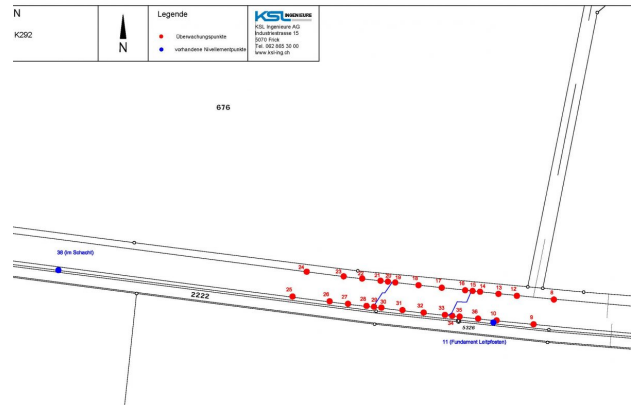 N
K292
N
Legende
Überwachungspunkte
vorhandene Nivellementpunkte
KSL INGENIEURE
KSL Ingenieure AG
Industriestrasse 15
5070 Frick
Tel. 062 865 30 00
www.ksl-ing.ch
676
38 (im Schacht)
24
23
22
21
20
19
18
17
16
15
14
13
12
8
25
26
27
28
29
30
31
32
33
34
35
36
10
9
2222
5326
11 (Fundament Leitpfosten)